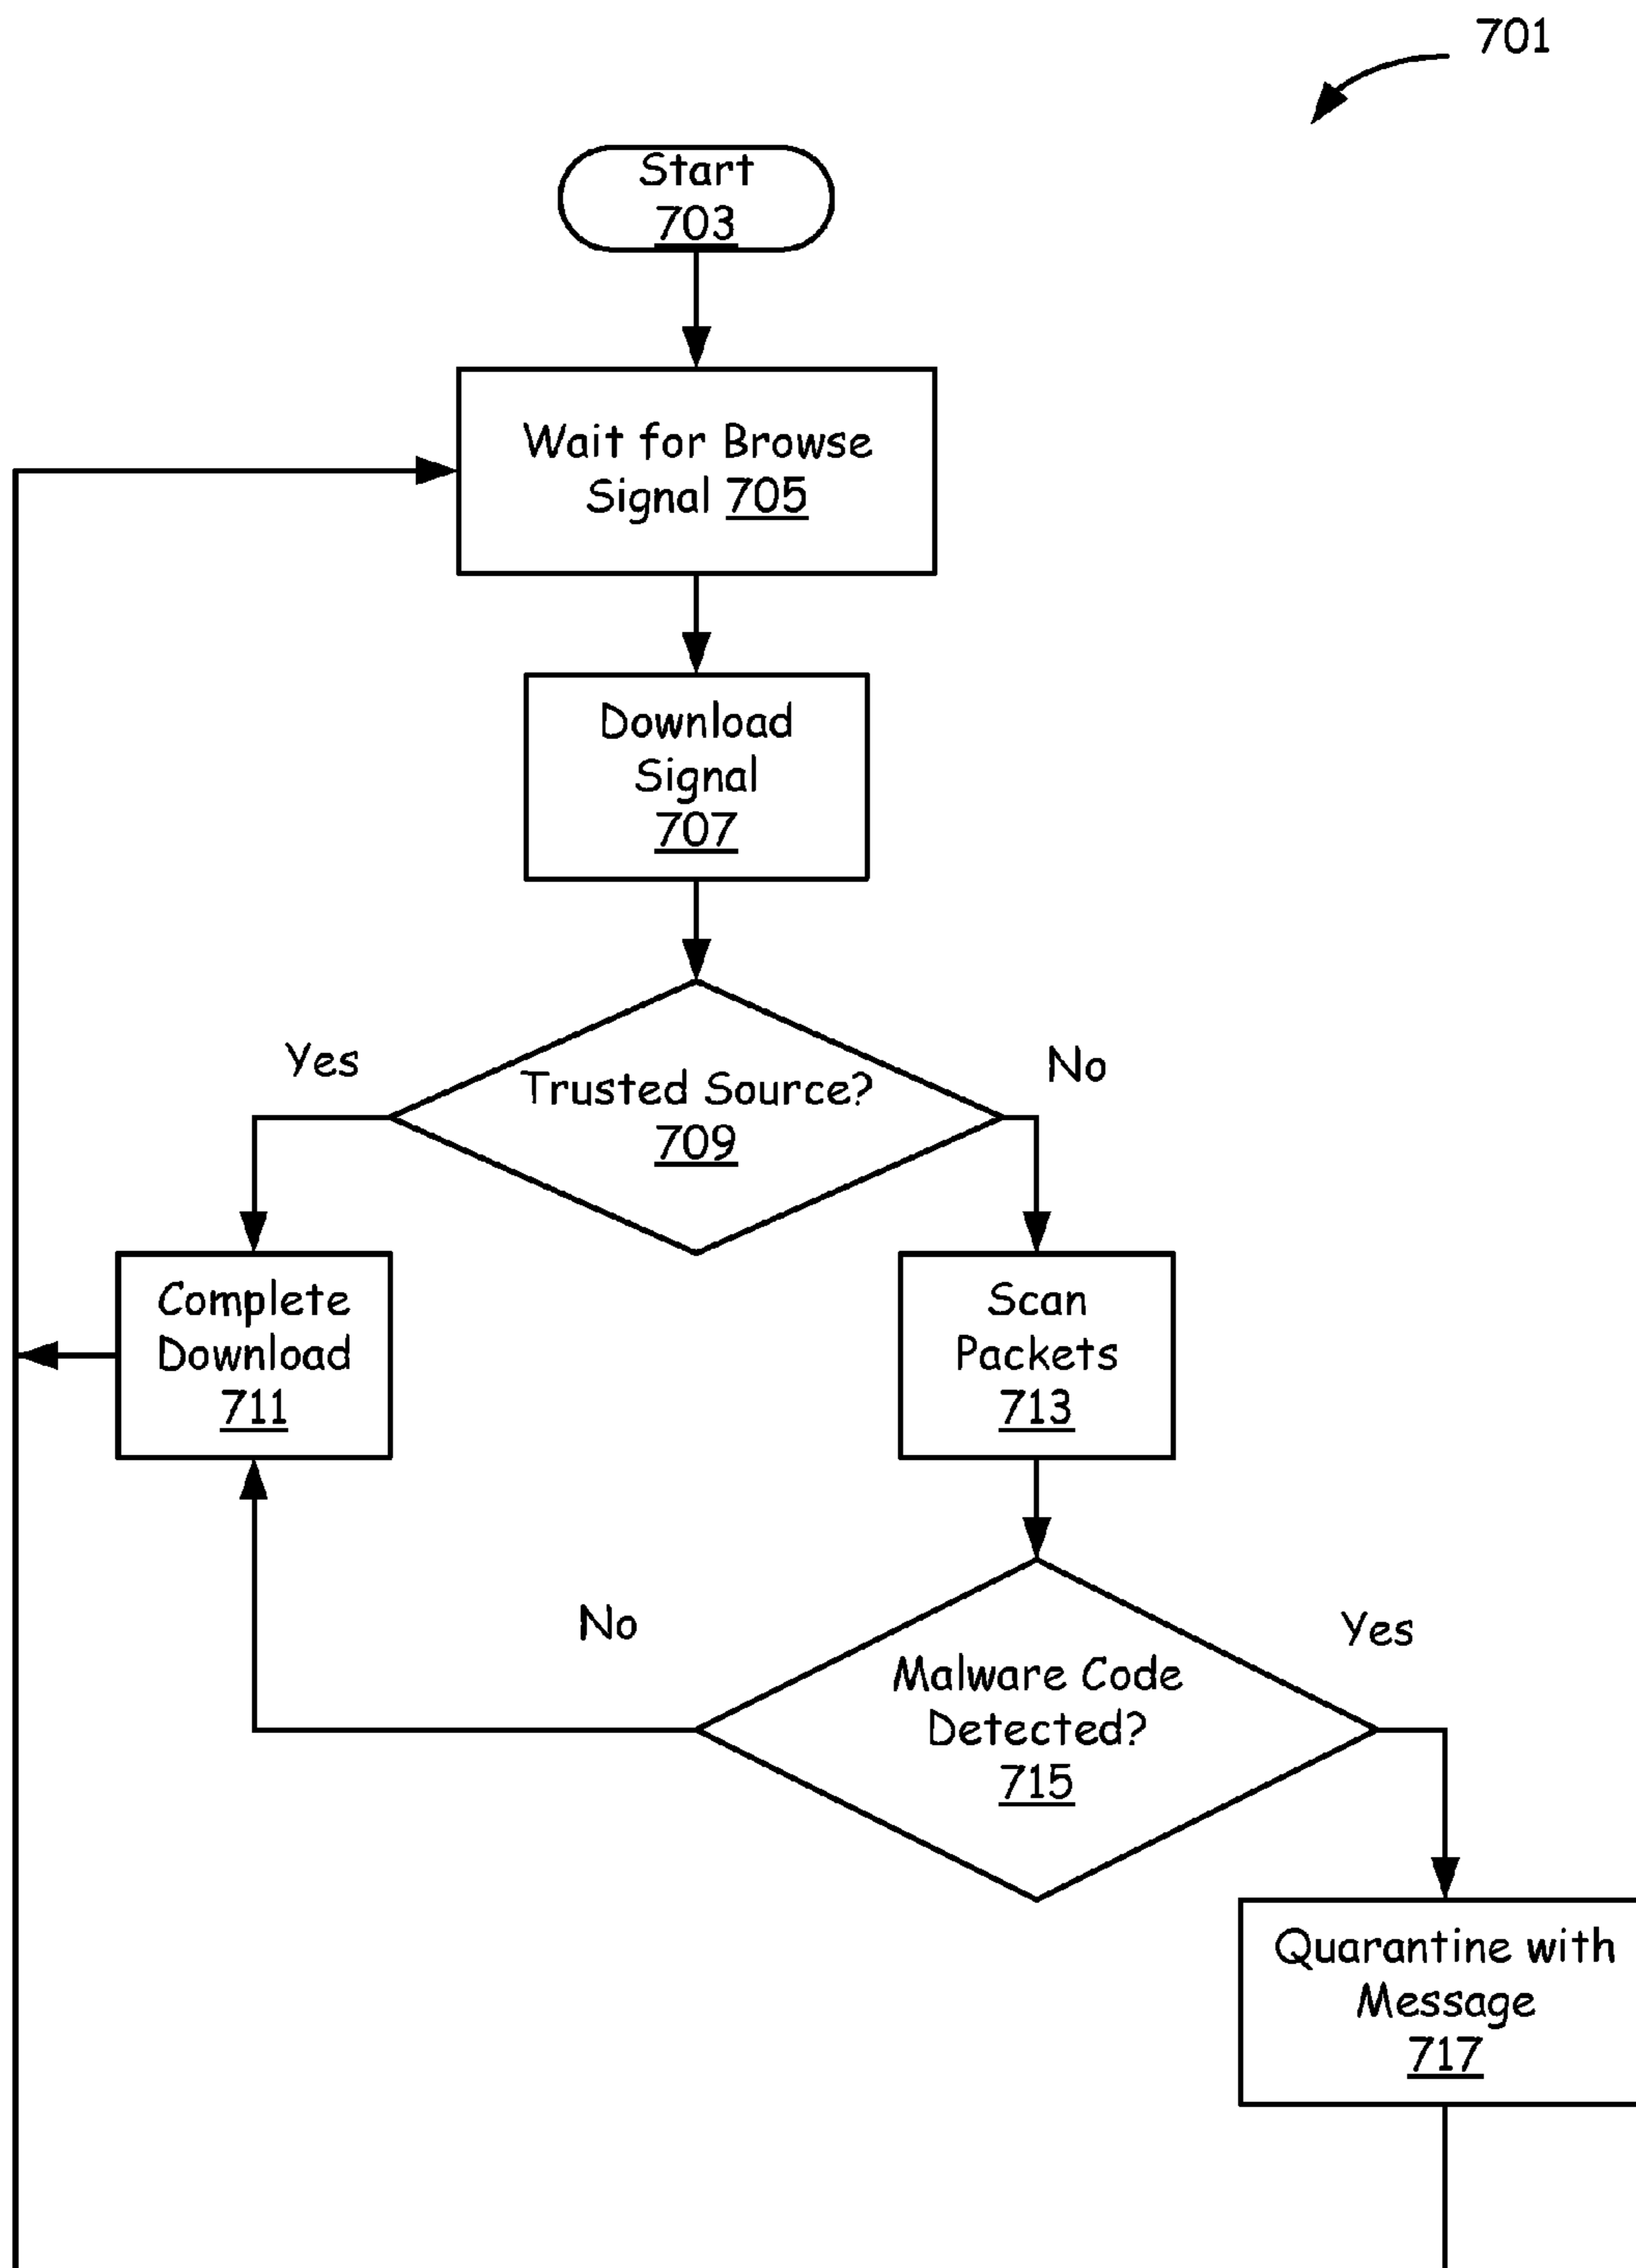 701
Start
703
Wait for Browse
Signal 705
Download
Signal
707
Yes
No
Trusted Source?
709
Complete
Download
711
Scan
Packets
713
No
Yes
Malware Code
Detected?
715
Quarantine with
Message
717